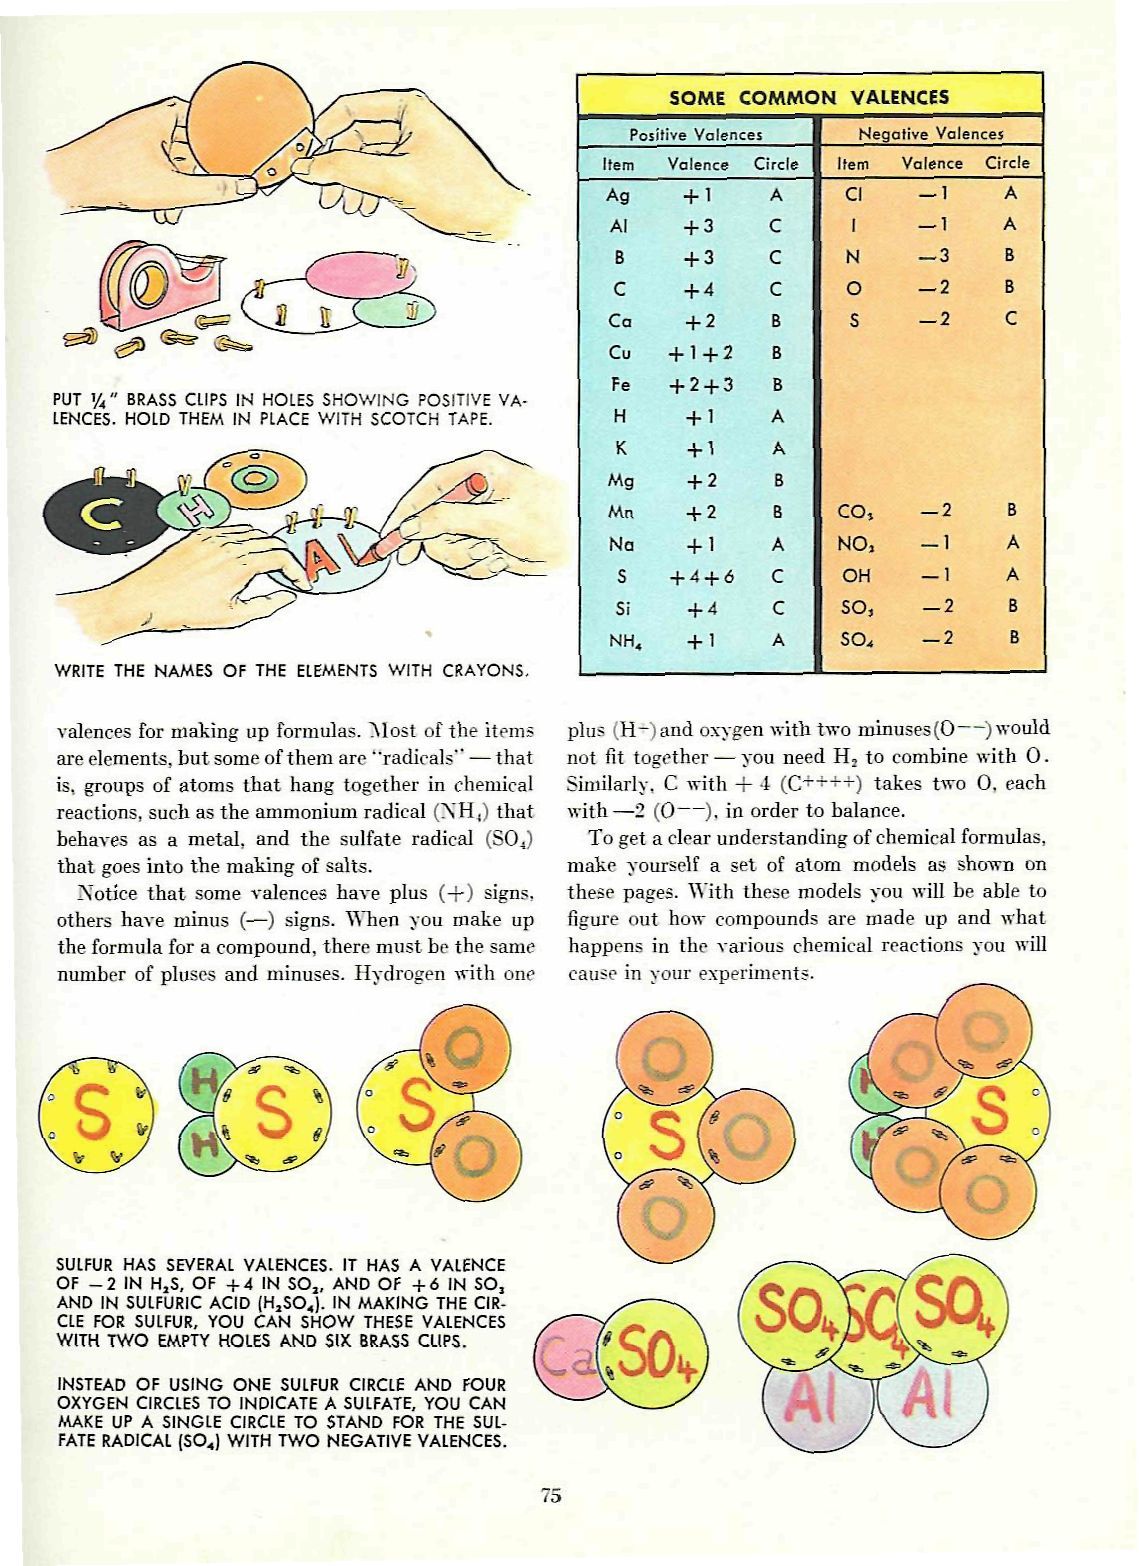 PUT ¼" BRASS CLIPS IN HOLES SHOWING POSITIVE VA-
LENCES. HOLD THEM IN PLACE WITH SCOTCH TAPE.
C H O Al
WRITE THE NAMES OF THE ELEMENTS WITH CRAYONS.
SOME COMMON VALENCES
Positive Valences Negative Valences
Item Valence Circle Item Valence Circle
Ag +1 A Cl −1 A
Al +3 C I −1 A
B +3 C N −3 B
C +4 C O −2 B
Ca +2 B S −2 C
Cu +1+2 B
Fe +2+3 B
H +1 A
K +1 A
Mg +2 B
Mn +2 B CO₃ −2 B
Na +1 A NO₃ −1 A
S +4+6 C OH −1 A
Si +4 C SO₃ −2 B
NH₄ +1 A SO₄ −2 B
valences for making up formulas. Most of the items
are elements, but some of them are "radicals" — that
is, groups of atoms that hang together in chemical
reactions, such as the ammonium radical (NH₄) that
behaves as a metal, and the sulfate radical (SO₄)
that goes into the making of salts.
Notice that some valences have plus (+) signs,
others have minus (—) signs. When you make up
the formula for a compound, there must be the same
number of pluses and minuses. Hydrogen with one
plus (H+) and oxygen with two minuses (O−−) would
not fit together — you need H₂ to combine with O.
Similarly, C with + 4 (C++++) takes two O, each
with —2 (O−−), in order to balance.
To get a clear understanding of chemical formulas,
make yourself a set of atom models as shown on
these pages. With these models you will be able to
figure out how compounds are made up and what
happens in the various chemical reactions you will
cause in your experiments.
S H H S S O O
O S O O H H O O S O O
SULFUR HAS SEVERAL VALENCES. IT HAS A VALENCE
OF −2 IN H₂S, OF +4 IN SO₂, AND OF +6 IN SO₃
AND IN SULFURIC ACID (H₂SO₄). IN MAKING THE CIR-
CLE FOR SULFUR, YOU CAN SHOW THESE VALENCES
WITH TWO EMPTY HOLES AND SIX BRASS CLIPS.
INSTEAD OF USING ONE SULFUR CIRCLE AND FOUR
OXYGEN CIRCLES TO INDICATE A SULFATE, YOU CAN
MAKE UP A SINGLE CIRCLE TO STAND FOR THE SUL-
FATE RADICAL (SO₄) WITH TWO NEGATIVE VALENCES.
Ca SO₄
SO₄ SO₄ SO₄
Al Al
75